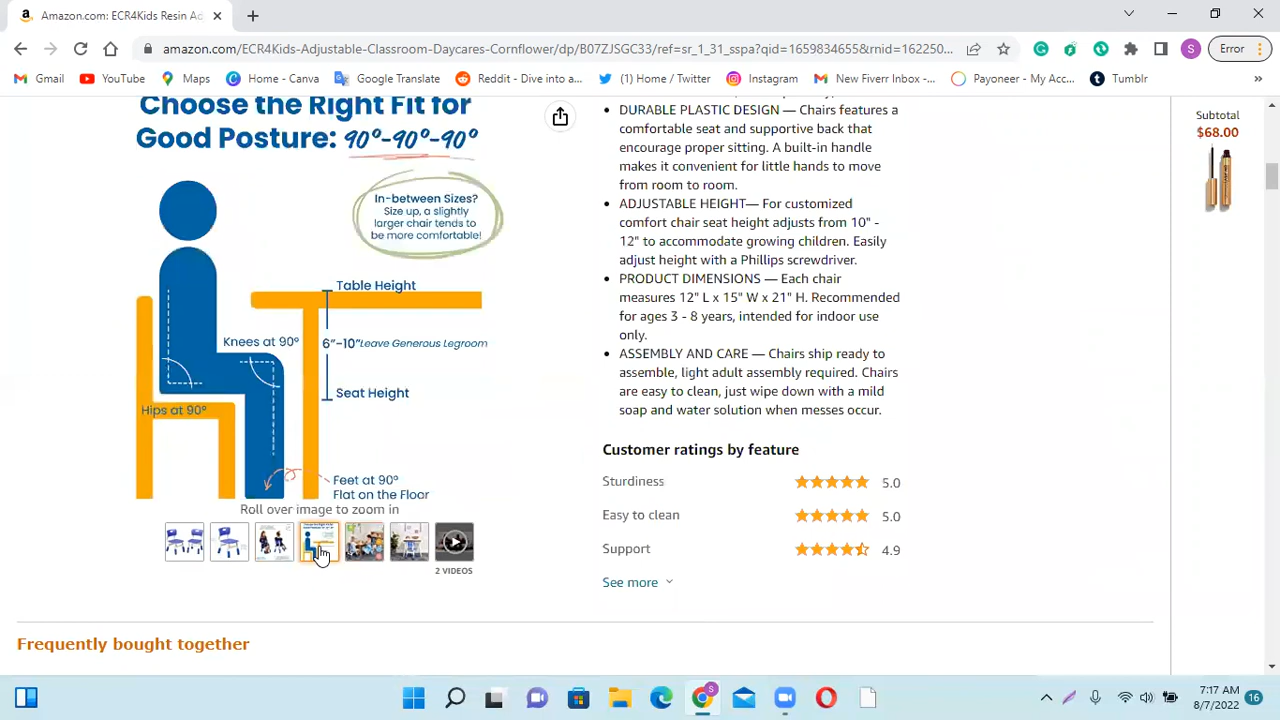 Amazon.com: ECR4Kids Resin Ad
amazon.com/ECR4Kids-Adjustable-Classroom-Daycares-Cornflower/dp/B07ZJSGC33/ref=sr_1_31_sspa?qid=1659834655&rnid=162250...
S
Error
Gmail
YouTube
Maps
Home - Canva
Google Translate
Reddit - Dive into a...
(1) Home / Twitter
Instagram
New Fiverr Inbox -...
Payoneer - My Acc...
Tumblr
Choose the Right Fit for
Good Posture: 90°-90°-90°
In-between Sizes?
Size up, a slightly
larger chair tends to
be more comfortable!
Table Height
Knees at 90°
6"-10" Leave Generous Legroom
Seat Height
Hips at 90°
Feet at 90°
Flat on the Floor
Roll over image to zoom in
2 VIDEOS
DURABLE PLASTIC DESIGN — Chairs features a
comfortable seat and supportive back that
encourage proper sitting. A built-in handle
makes it convenient for little hands to move
from room to room.
ADJUSTABLE HEIGHT— For customized
comfort chair seat height adjusts from 10" -
12" to accommodate growing children. Easily
adjust height with a Phillips screwdriver.
PRODUCT DIMENSIONS — Each chair
measures 12" L x 15" W x 21" H. Recommended
for ages 3 - 8 years, intended for indoor use
only.
ASSEMBLY AND CARE — Chairs ship ready to
assemble, light adult assembly required. Chairs
are easy to clean, just wipe down with a mild
soap and water solution when messes occur.
Customer ratings by feature
Sturdiness 5.0
Easy to clean 5.0
Support 4.9
See more
Subtotal
$68.00
Frequently bought together
7:17 AM
8/7/2022
16